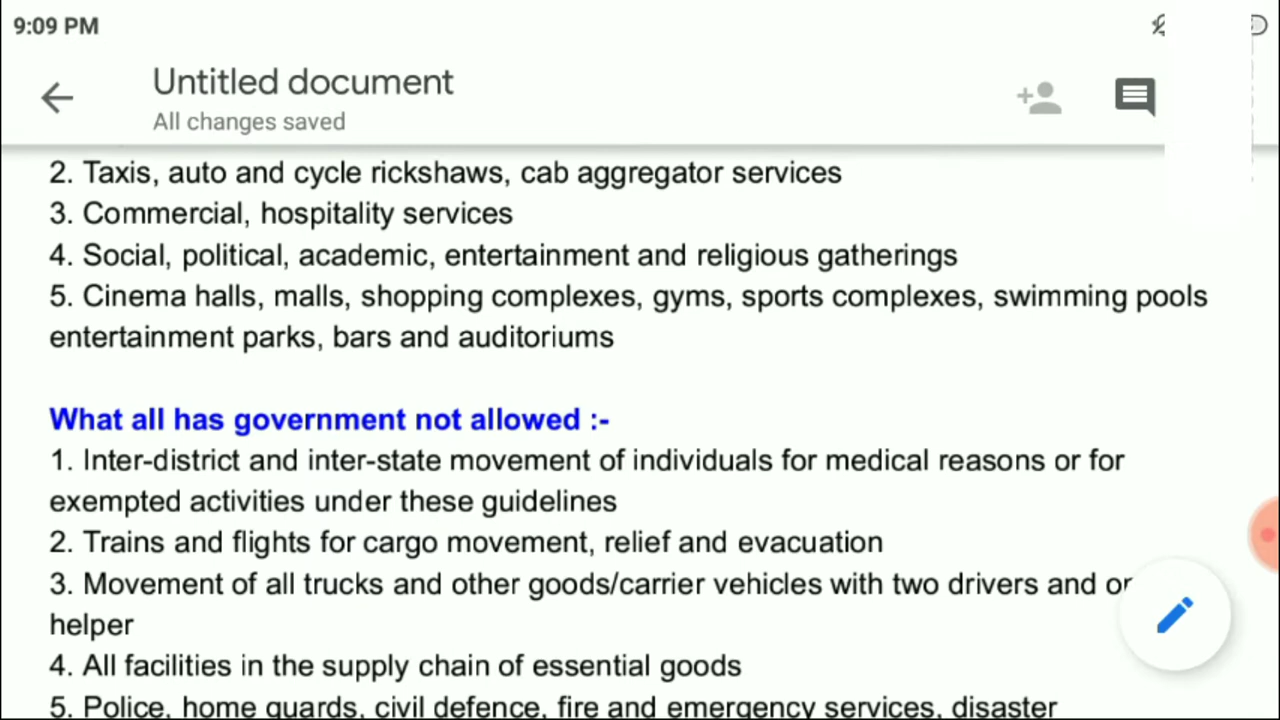 9:09 PM
Untitled document
All changes saved
2. Taxis, auto and cycle rickshaws, cab aggregator services
3. Commercial, hospitality services
4. Social, political, academic, entertainment and religious gatherings
5. Cinema halls, malls, shopping complexes, gyms, sports complexes, swimming pools
entertainment parks, bars and auditoriums
What all has government not allowed :-
1. Inter-district and inter-state movement of individuals for medical reasons or for
exempted activities under these guidelines
2. Trains and flights for cargo movement, relief and evacuation
3. Movement of all trucks and other goods/carrier vehicles with two drivers and
helper
4. All facilities in the supply chain of essential goods
5. Police, home guards, civil defence, fire and emergency services, disaster